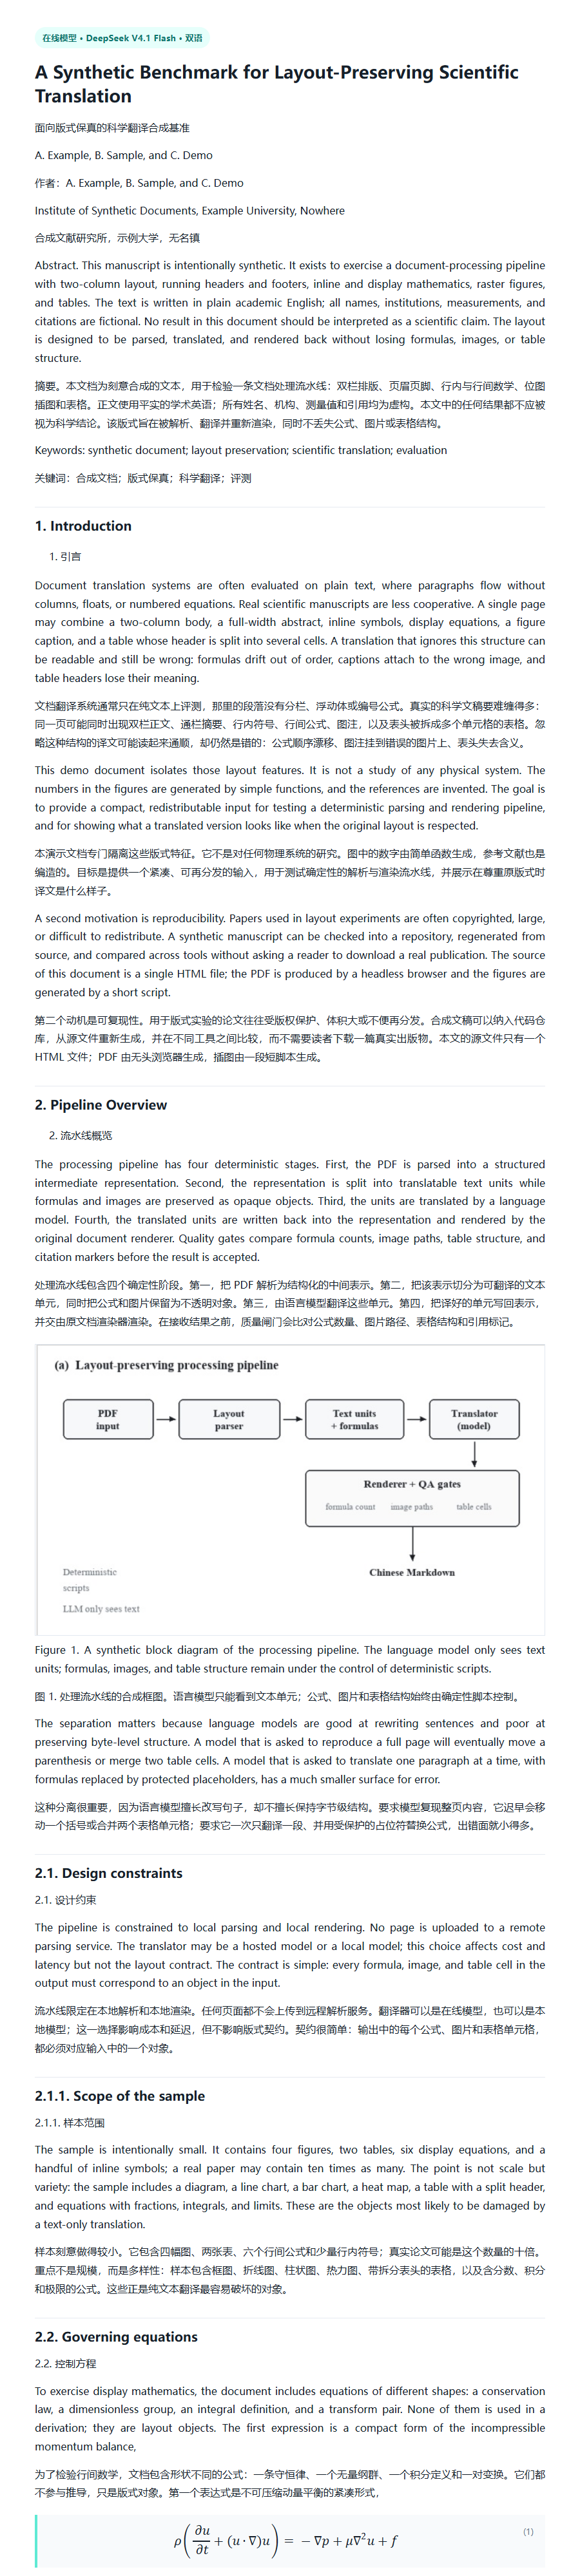 在线模型 • DeepSeek V4.1 Flash • 双语
A Synthetic Benchmark for Layout-Preserving Scientific
Translation
面向版式保真的科学翻译合成基准
A. Example, B. Sample, and C. Demo
作者：A. Example, B. Sample, and C. Demo
Institute of Synthetic Documents, Example University, Nowhere
合成文献研究所，示例大学，无名镇
Abstract. This manuscript is intentionally synthetic. It exists to exercise a document-processing pipeline
with two-column layout, running headers and footers, inline and display mathematics, raster figures,
and tables. The text is written in plain academic English; all names, institutions, measurements, and
citations are fictional. No result in this document should be interpreted as a scientific claim. The layout
is designed to be parsed, translated, and rendered back without losing formulas, images, or table
structure.
摘要。本文档为刻意合成的文本，用于检验一条文档处理流水线：双栏排版、页眉页脚、行内与行间数学、位图
插图和表格。正文使用平实的学术英语；所有姓名、机构、测量值和引用均为虚构。本文中的任何结果都不应被
视为科学结论。该版式旨在被解析、翻译并重新渲染，同时不丢失公式、图片或表格结构。
Keywords: synthetic document; layout preservation; scientific translation; evaluation
关键词：合成文档；版式保真；科学翻译；评测
1. Introduction
1. 引言
Document translation systems are often evaluated on plain text, where paragraphs flow without
columns, floats, or numbered equations. Real scientific manuscripts are less cooperative. A single page
may combine a two-column body, a full-width abstract, inline symbols, display equations, a figure
caption, and a table whose header is split into several cells. A translation that ignores this structure can
be readable and still be wrong: formulas drift out of order, captions attach to the wrong image, and
table headers lose their meaning.
文档翻译系统通常只在纯文本上评测，那里的段落没有分栏、浮动体或编号公式。真实的科学文稿要难缠得多：
同一页可能同时出现双栏正文、通栏摘要、行内符号、行间公式、图注，以及表头被拆成多个单元格的表格。忽
略这种结构的译文可能读起来通顺，却仍然是错的：公式顺序漂移、图注挂到错误的图片上、表头失去含义。
This demo document isolates those layout features. It is not a study of any physical system. The
numbers in the figures are generated by simple functions, and the references are invented. The goal is
to provide a compact, redistributable input for testing a deterministic parsing and rendering pipeline,
and for showing what a translated version looks like when the original layout is respected.
本演示文档专门隔离这些版式特征。它不是对任何物理系统的研究。图中的数字由简单函数生成，参考文献也是
编造的。目标是提供一个紧凑、可再分发的输入，用于测试确定性的解析与渲染流水线，并展示在尊重原版式时
译文是什么样子。
A second motivation is reproducibility. Papers used in layout experiments are often copyrighted, large,
or difficult to redistribute. A synthetic manuscript can be checked into a repository, regenerated from
source, and compared across tools without asking a reader to download a real publication. The source
of this document is a single HTML file; the PDF is produced by a headless browser and the figures are
generated by a short script.
第二个动机是可复现性。用于版式实验的论文往往受版权保护、体积大或不便再分发。合成文稿可以纳入代码仓
库，从源文件重新生成，并在不同工具之间比较，而不需要读者下载一篇真实出版物。本文的源文件只有一个
HTML 文件；PDF 由无头浏览器生成，插图由一段短脚本生成。
2. Pipeline Overview
2. 流水线概览
The processing pipeline has four deterministic stages. First, the PDF is parsed into a structured
intermediate representation. Second, the representation is split into translatable text units while
formulas and images are preserved as opaque objects. Third, the units are translated by a language
model. Fourth, the translated units are written back into the representation and rendered by the
original document renderer. Quality gates compare formula counts, image paths, table structure, and
citation markers before the result is accepted.
处理流水线包含四个确定性阶段。第一，把 PDF 解析为结构化的中间表示。第二，把该表示切分为可翻译的文本
单元，同时把公式和图片保留为不透明对象。第三，由语言模型翻译这些单元。第四，把译好的单元写回表示，
并交由原文档渲染器渲染。在接收结果之前，质量闸门会比对公式数量、图片路径、表格结构和引用标记。
(a) Layout-preserving processing pipeline
PDF
input
Layout
parser
Text units
+ formulas
Translator
(model)
Renderer + QA gates
formula count image paths table cells
Deterministic
scripts
Chinese Markdown
LLM only sees text
Figure 1. A synthetic block diagram of the processing pipeline. The language model only sees text
units; formulas, images, and table structure remain under the control of deterministic scripts.
图 1. 处理流水线的合成框图。语言模型只能看到文本单元；公式、图片和表格结构始终由确定性脚本控制。
The separation matters because language models are good at rewriting sentences and poor at
preserving byte-level structure. A model that is asked to reproduce a full page will eventually move a
parenthesis or merge two table cells. A model that is asked to translate one paragraph at a time, with
formulas replaced by protected placeholders, has a much smaller surface for error.
这种分离很重要，因为语言模型擅长改写句子，却不擅长保持字节级结构。要求模型复现整页内容，它迟早会移
动一个括号或合并两个表格单元格；要求它一次只翻译一段、并用受保护的占位符替换公式，出错面就小得多。
2.1. Design constraints
2.1. 设计约束
The pipeline is constrained to local parsing and local rendering. No page is uploaded to a remote
parsing service. The translator may be a hosted model or a local model; this choice affects cost and
latency but not the layout contract. The contract is simple: every formula, image, and table cell in the
output must correspond to an object in the input.
流水线限定在本地解析和本地渲染。任何页面都不会上传到远程解析服务。翻译器可以是在线模型，也可以是本
地模型；这一选择影响成本和延迟，但不影响版式契约。契约很简单：输出中的每个公式、图片和表格单元格，
都必须对应输入中的一个对象。
2.1.1. Scope of the sample
2.1.1. 样本范围
The sample is intentionally small. It contains four figures, two tables, six display equations, and a
handful of inline symbols; a real paper may contain ten times as many. The point is not scale but
variety: the sample includes a diagram, a line chart, a bar chart, a heat map, a table with a split header,
and equations with fractions, integrals, and limits. These are the objects most likely to be damaged by
a text-only translation.
样本刻意做得较小。它包含四幅图、两张表、六个行间公式和少量行内符号；真实论文可能是这个数量的十倍。
重点不是规模，而是多样性：样本包含框图、折线图、柱状图、热力图、带拆分表头的表格，以及含分数、积分
和极限的公式。这些正是纯文本翻译最容易破坏的对象。
2.2. Governing equations
2.2. 控制方程
To exercise display mathematics, the document includes equations of different shapes: a conservation
law, a dimensionless group, an integral definition, and a transform pair. None of them is used in a
derivation; they are layout objects. The first expression is a compact form of the incompressible
momentum balance,
为了检验行间数学，文档包含形状不同的公式：一条守恒律、一个无量纲群、一个积分定义和一对变换。它们都
不参与推导，只是版式对象。第一个表达式是不可压缩动量平衡的紧凑形式，
ρ(∂u/∂t + (u · ∇)u) = −∇p + μ∇²u + f (1)